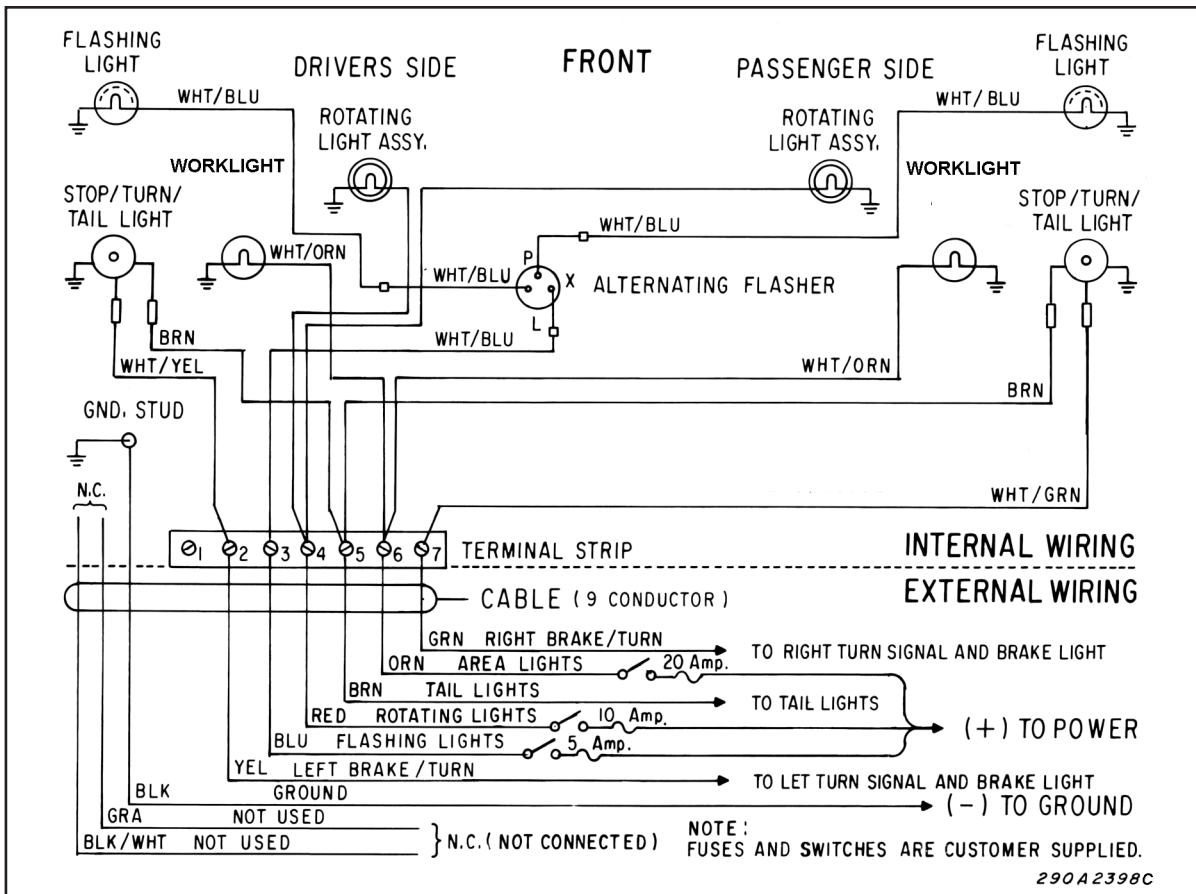 FLASHING
LIGHT
DRIVERS SIDE
FRONT
PASSENGER SIDE
FLASHING
LIGHT
WHT/BLU
WHT/BLU
ROTATING
LIGHT ASSY.
ROTATING
LIGHT ASSY.
WORKLIGHT
WORKLIGHT
STOP/TURN/
TAIL LIGHT
STOP/TURN/
TAIL LIGHT
WHT/ORN
WHT/BLU
P
WHT/BLU
X
ALTERNATING FLASHER
L
WHT/BLU
BRN
WHT/YEL
WHT/ORN
BRN
GND. STUD
N.C.
WHT/GRN
1 2 3 4 5 6 7
TERMINAL STRIP
INTERNAL WIRING
EXTERNAL WIRING
CABLE (9 CONDUCTOR)
GRN RIGHT BRAKE/TURN
TO RIGHT TURN SIGNAL AND BRAKE LIGHT
ORN AREA LIGHTS
20 Amp.
BRN TAIL LIGHTS
TO TAIL LIGHTS
RED ROTATING LIGHTS
10 Amp.
(+) TO POWER
BLU FLASHING LIGHTS
5 Amp.
YEL LEFT BRAKE/TURN
TO LET TURN SIGNAL AND BRAKE LIGHT
BLK GROUND
(-) TO GROUND
GRA NOT USED
BLK/WHT NOT USED
N.C. (NOT CONNECTED)
NOTE:
FUSES AND SWITCHES ARE CUSTOMER SUPPLIED.
290A2398C